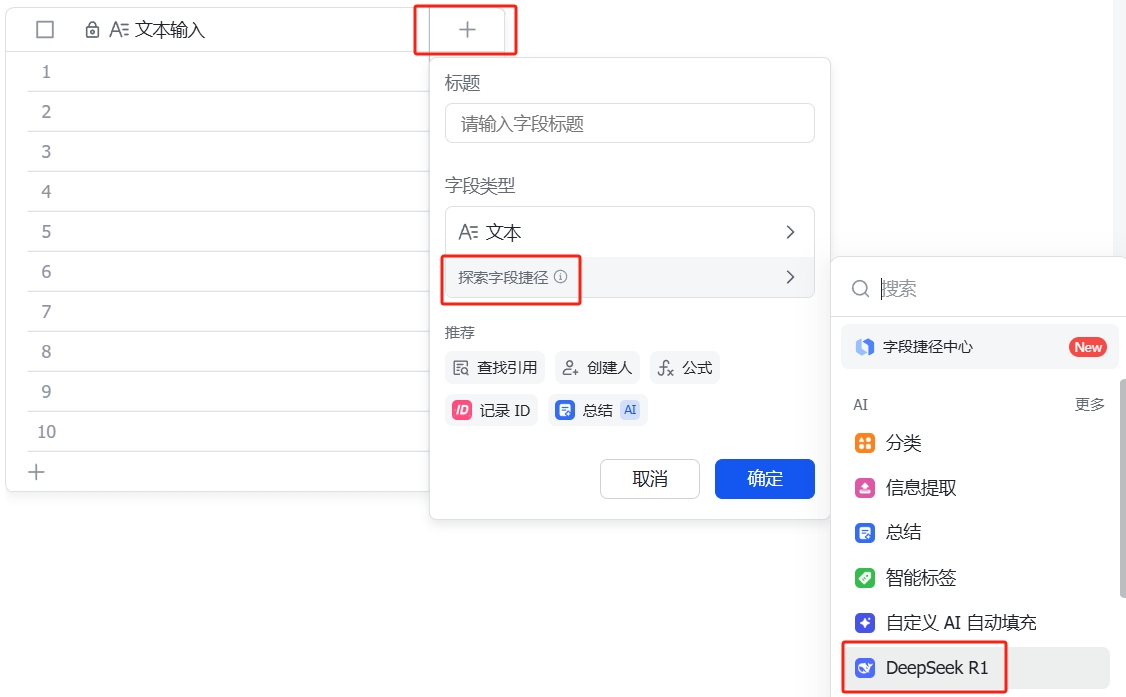 文本输入
1
2
3
4
5
6
7
8
9
10
标题
请输入字段标题
字段类型
文本
探索字段捷径
推荐
查找引用 创建人 公式
记录 ID 总结 AI
取消 确定
搜索
字段捷径中心 New
AI 更多
分类
信息提取
总结
智能标签
自定义 AI 自动填充
DeepSeek R1